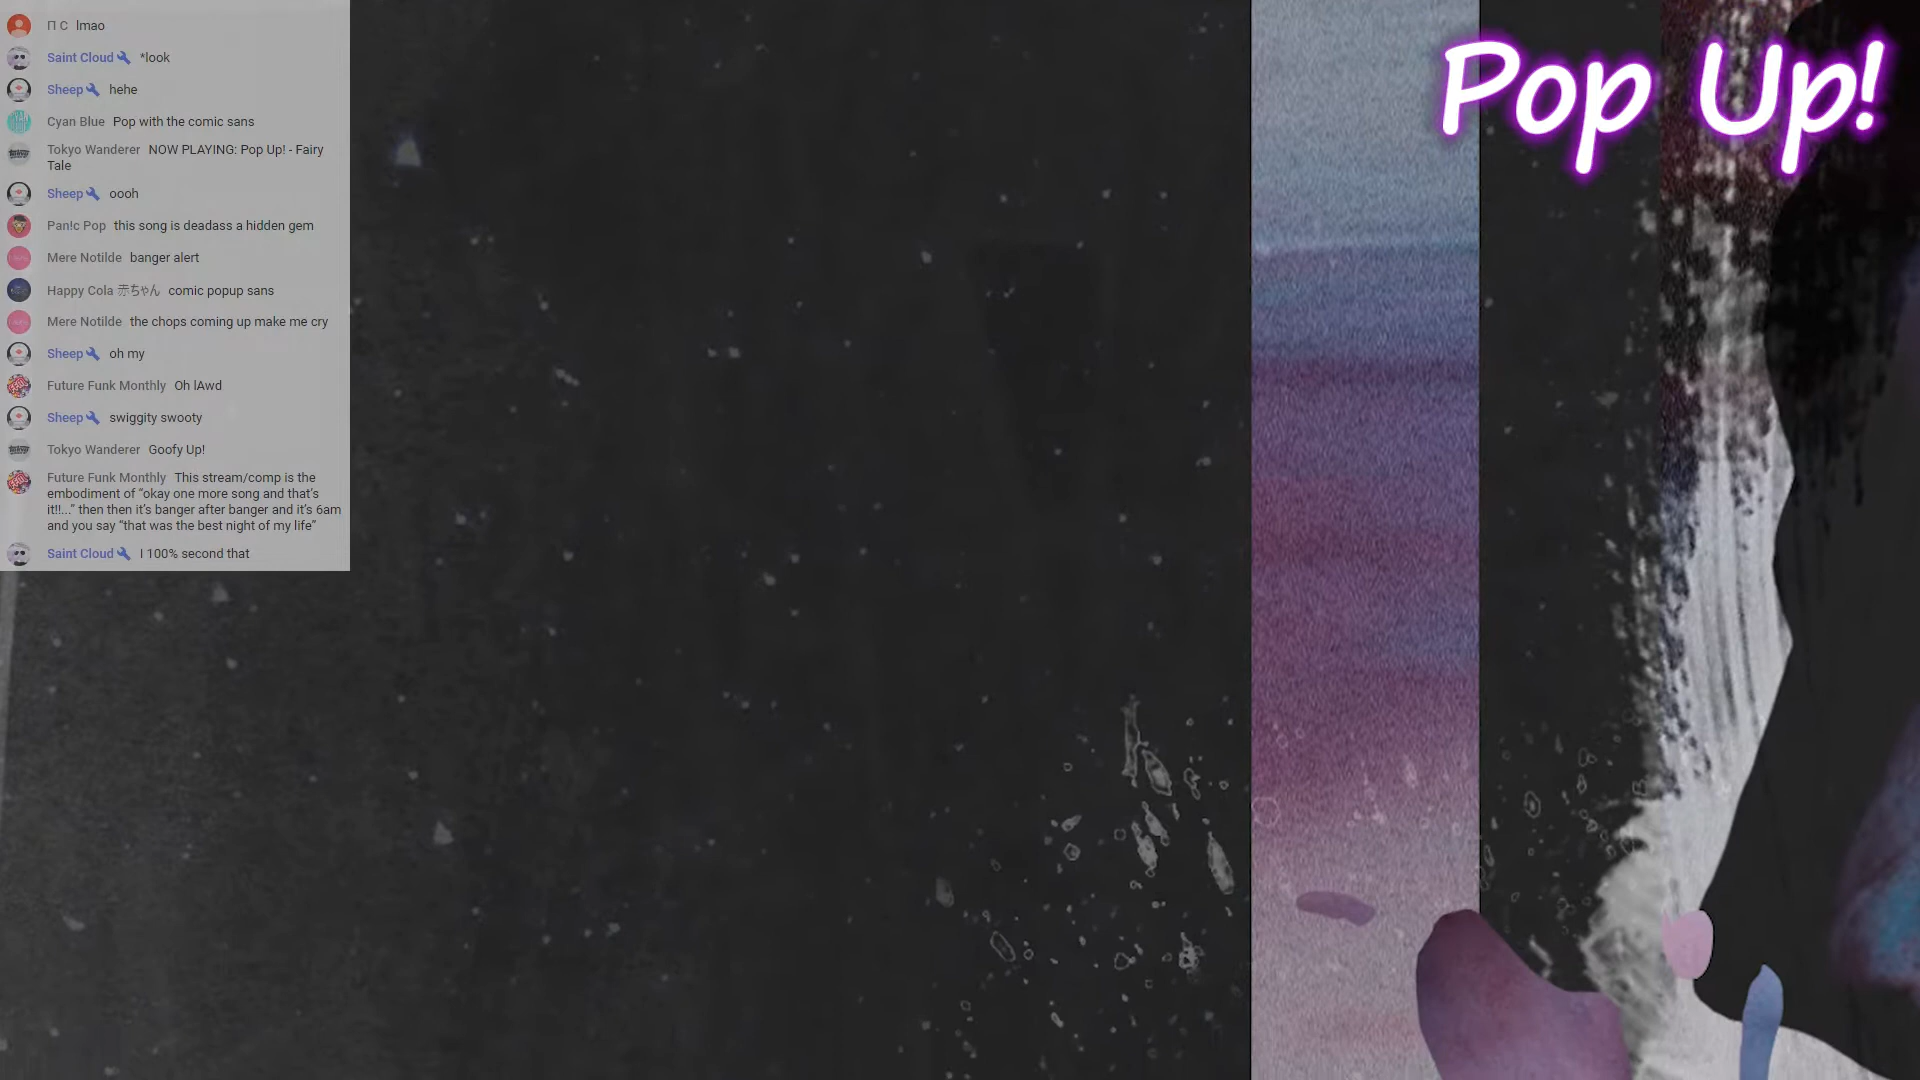 П С lmao
Saint Cloud *look
Sheep hehe
Cyan Blue Pop with the comic sans
Tokyo Wanderer NOW PLAYING: Pop Up! - Fairy
Tale
Sheep oooh
Pan!c Pop this song is deadass a hidden gem
Mere Notilde banger alert
Happy Cola 赤ちゃん comic popup sans
Mere Notilde the chops coming up make me cry
Sheep oh my
Future Funk Monthly Oh lAwd
Sheep swiggity swooty
Tokyo Wanderer Goofy Up!
Future Funk Monthly This stream/comp is the
embodiment of “okay one more song and that’s
it!!...” then then it’s banger after banger and it’s 6am
and you say “that was the best night of my life”
Saint Cloud I 100% second that
Pop Up!